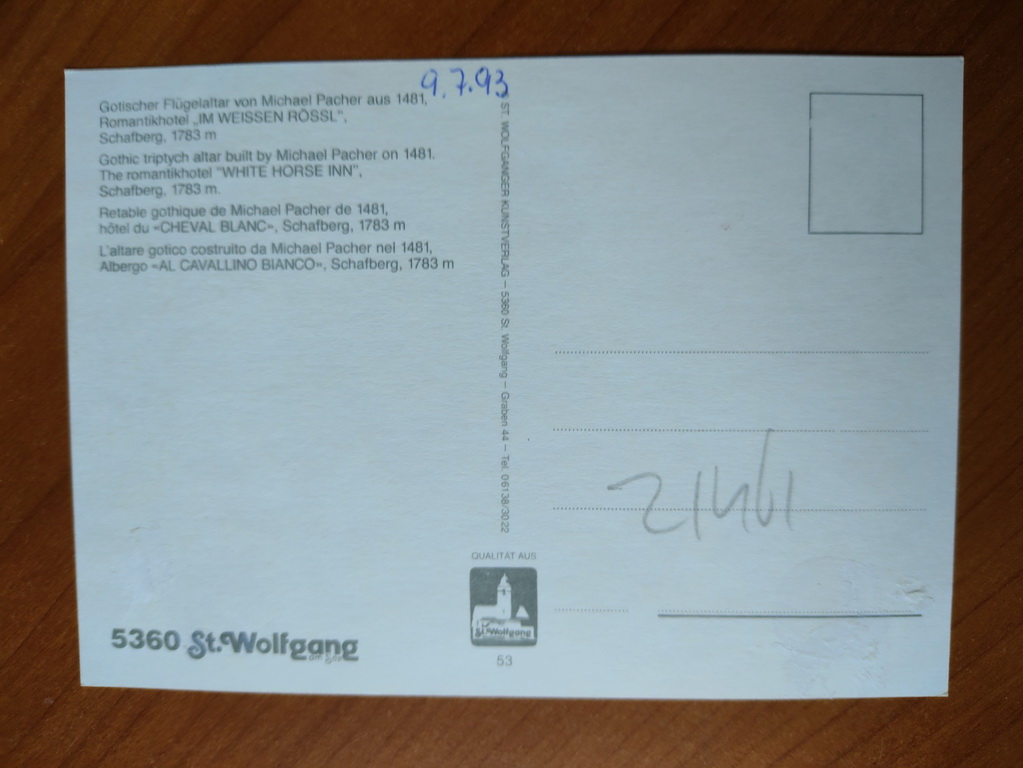 9.7.93
Gotischer Flügelaltar von Michael Pacher aus 1481,
Romantikhotel „IM WEISSEN RÖSSL",
Schafberg, 1783 m
Gothic triptych altar built by Michael Pacher on 1481.
The romantikhotel "WHITE HORSE INN",
Schafberg, 1783 m.
Retable gothique de Michael Pacher de 1481,
hôtel du «CHEVAL BLANC», Schafberg, 1783 m
L'altare gotico costruito da Michael Pacher nel 1481,
Albergo «AL CAVALLINO BIANCO», Schafberg, 1783 m
ST. WOLFGANGER KUNSTVERLAG – 5360 St. Wolfgang – Graben 44 – Tel. 06138/3022
QUALITÄT AUS
St. Wolfgang
53
5360 St. Wolfgang